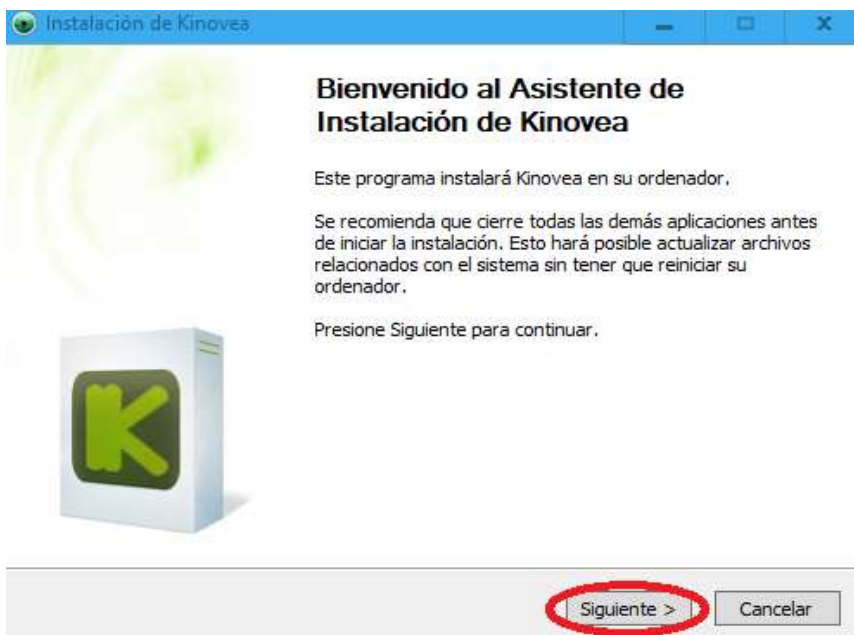 Instalación de Kinovea
Bienvenido al Asistente de
Instalación de Kinovea
Este programa instalará Kinovea en su ordenador.
Se recomienda que cierre todas las demás aplicaciones antes
de iniciar la instalación. Esto hará posible actualizar archivos
relacionados con el sistema sin tener que reiniciar su
ordenador.
Presione Siguiente para continuar.
K
Siguiente >
Cancelar